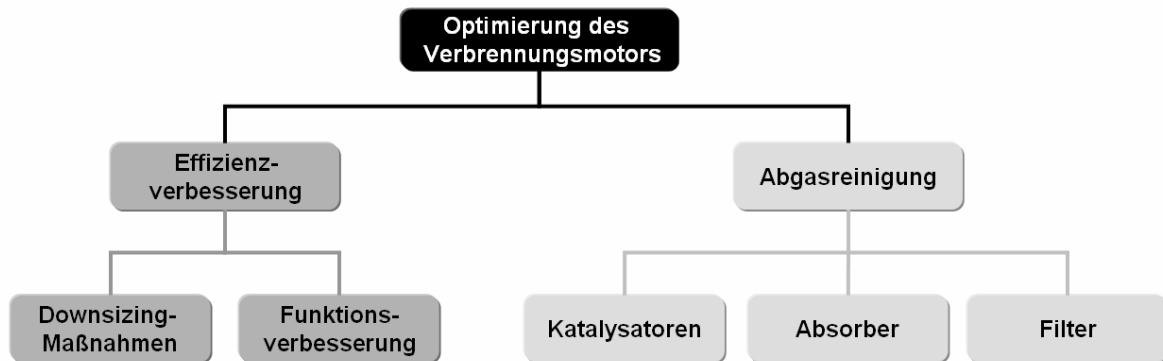 Optimierung des
Verbrennungsmotors
Effizienz-
verbesserung
Abgasreinigung
Downsizing-
Maßnahmen
Funktions-
verbesserung
Katalysatoren
Absorber
Filter